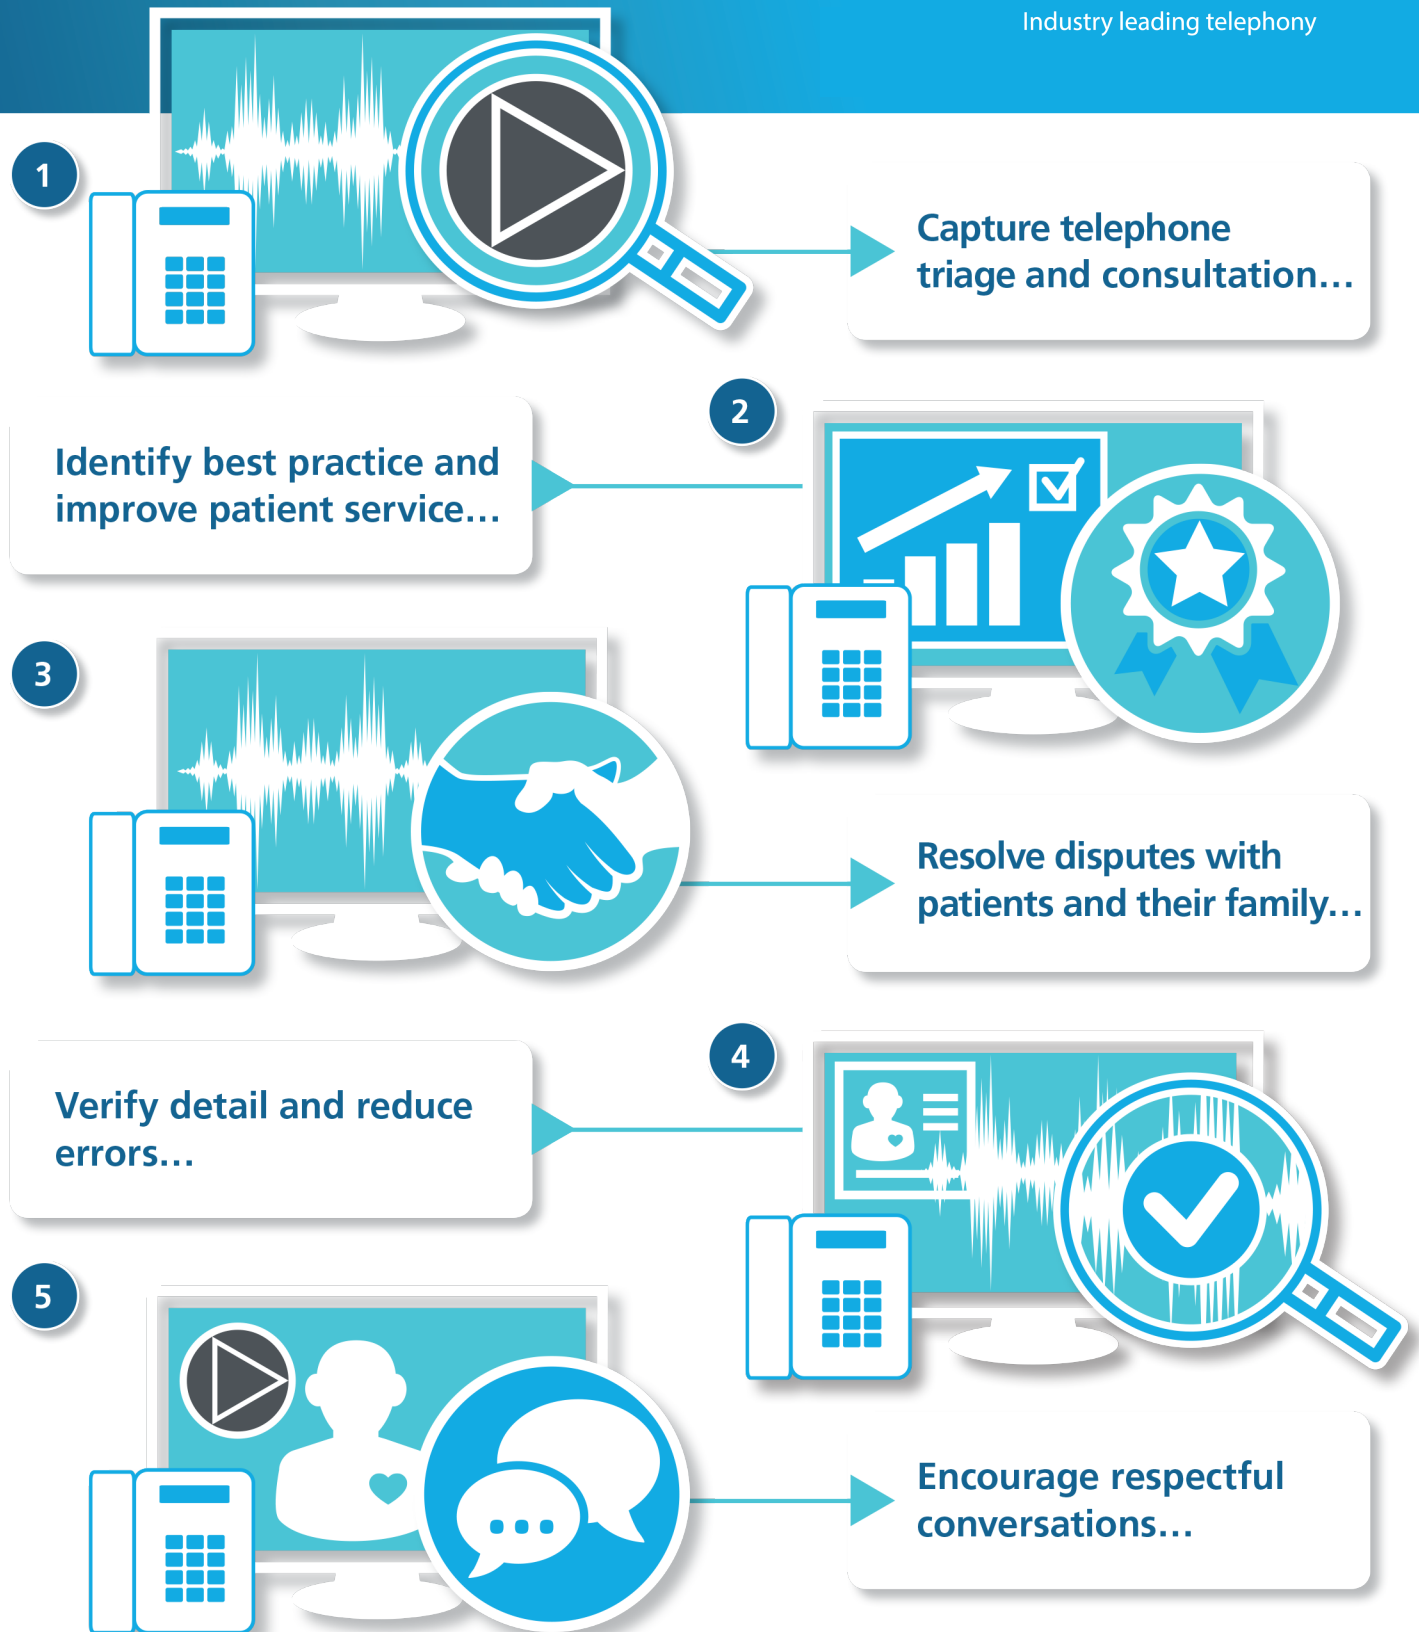 Industry leading telephony
1
Capture telephone
triage and consultation...
2
Identify best practice and
improve patient service...
3
Resolve disputes with
patients and their family...
4
Verify detail and reduce
errors...
5
Encourage respectful
conversations...